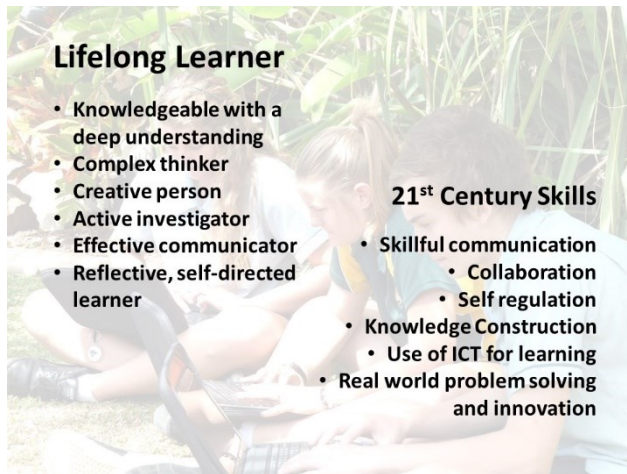 Lifelong Learner
• Knowledgeable with a
deep understanding
• Complex thinker
• Creative person
• Active investigator
• Effective communicator
• Reflective, self-directed
learner
21st Century Skills
• Skillful communication
• Collaboration
• Self regulation
• Knowledge Construction
• Use of ICT for learning
• Real world problem solving
and innovation